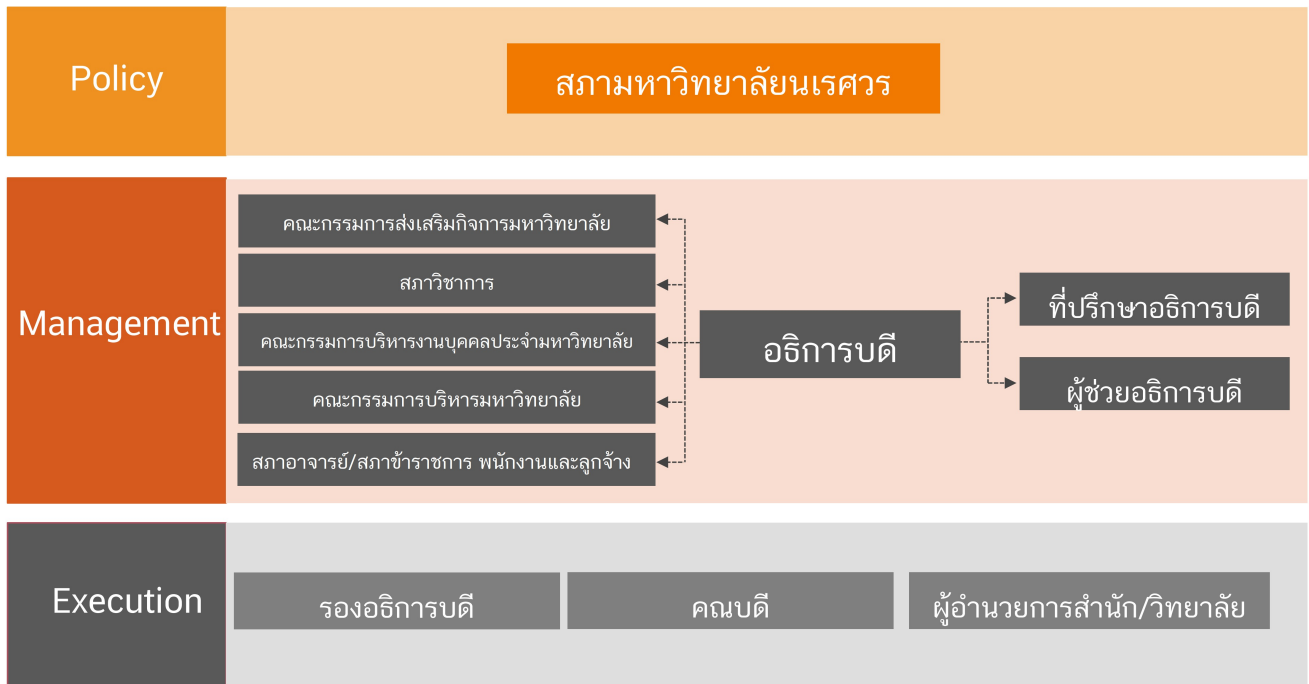 Policy
สภามหาวิทยาลัยนเรศวร
Management
คณะกรรมการส่งเสริมกิจการมหาวิทยาลัย
สภาวิชาการ
คณะกรรมการบริหารงานบุคคลประจำมหาวิทยาลัย
คณะกรรมการบริหารมหาวิทยาลัย
สภาอาจารย์/สภาข้าราชการ พนักงานและลูกจ้าง
อธิการบดี
ที่ปรึกษาอธิการบดี
ผู้ช่วยอธิการบดี
Execution
รองอธิการบดี
คณบดี
ผู้อำนวยการสำนัก/วิทยาลัย